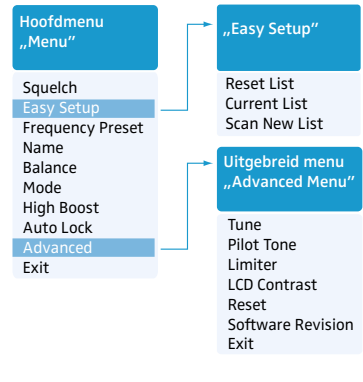 Hoofdmenu
„Menu”
Squelch
Easy Setup
Frequency Preset
Name
Balance
Mode
High Boost
Auto Lock
Advanced
Exit
„Easy Setup”
Reset List
Current List
Scan New List
Uitgebreid menu
„Advanced Menu”
Tune
Pilot Tone
Limiter
LCD Contrast
Reset
Software Revision
Exit